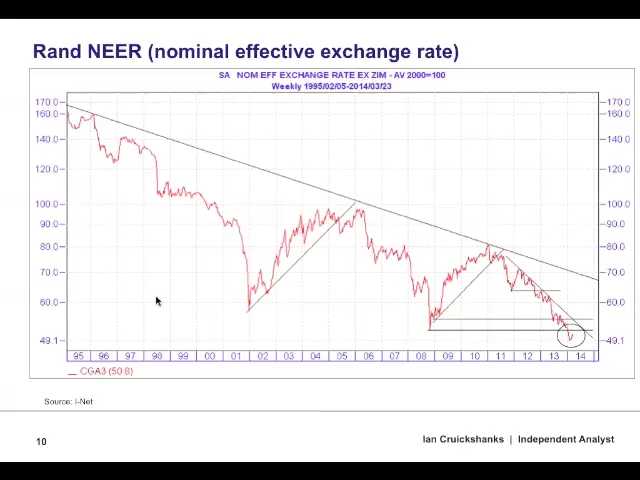 Rand NEER (nominal effective exchange rate)
SA NOM EFF EXCHANGE RATE EX ZIM - AV 2000=100
Weekly 1995/02/05-2014/03/23
170.0 170.0
160.0 160.0
140.0 140.0
120.0 120.0
100.0 100.0
90.0 90.0
80.0 80.0
70.0 70.0
60.0 60.0
49.1 49.1
95 96 97 98 99 00 01 02 03 04 05 06 07 08 09 10 11 12 13 14
CGA3 (50.6)
Source: I-Net
10
Ian Cruickshanks | Independent Analyst